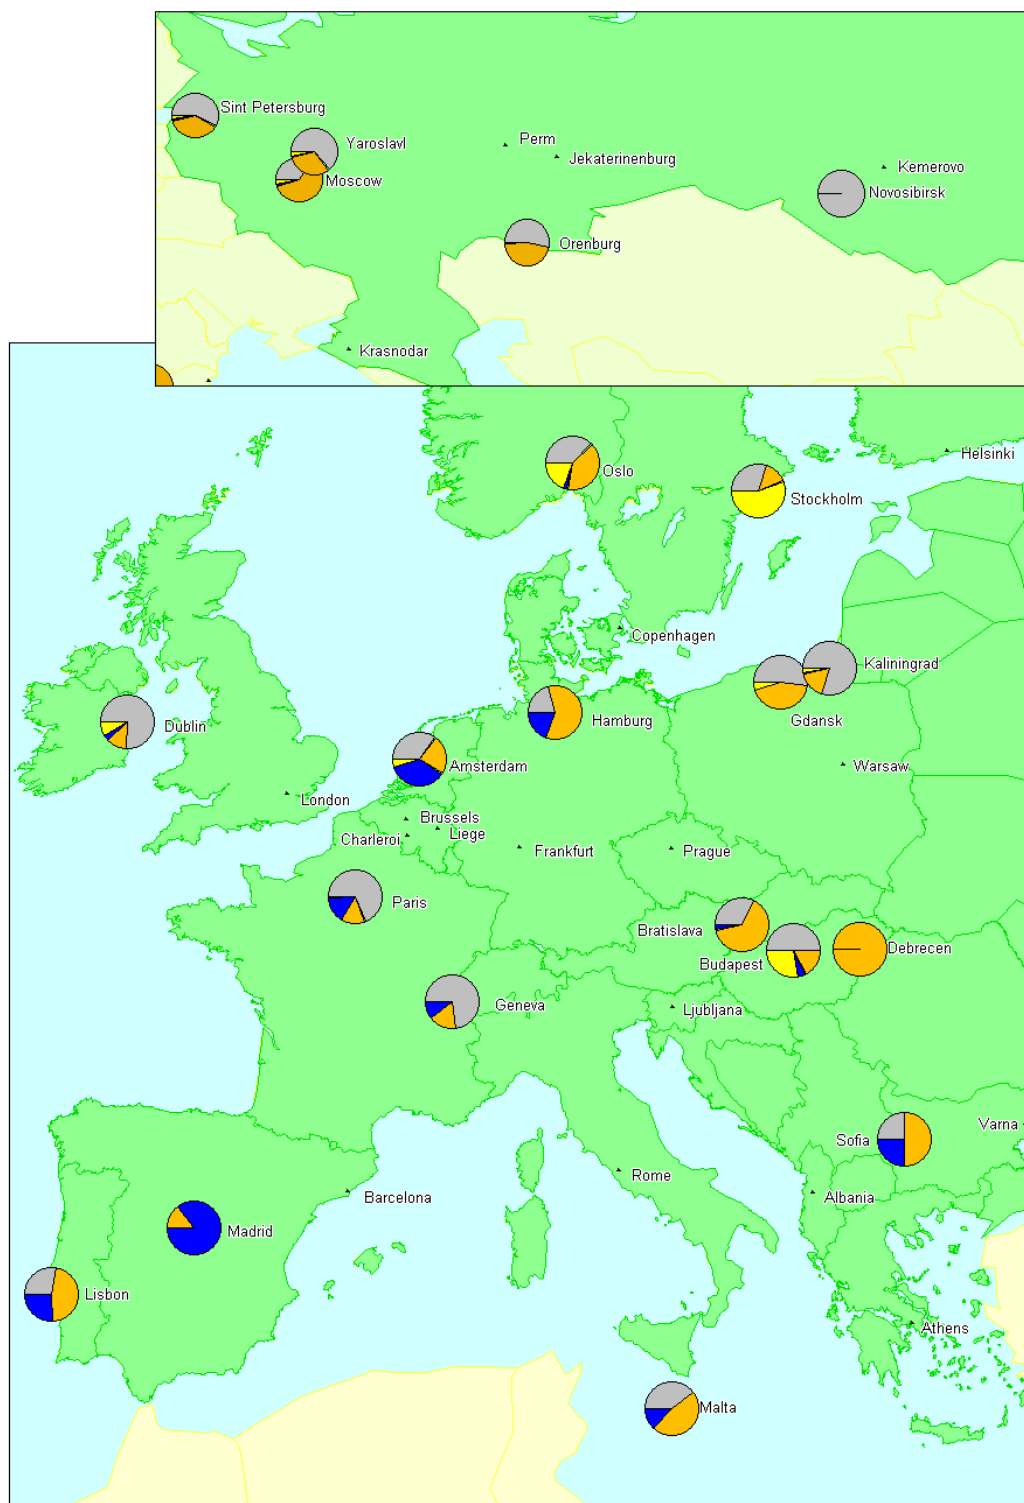 Sint Petersburg
Yaroslavl
Perm
Jekaterinenburg
Kemerovo
Moscow
Novosibirsk
Orenburg
Krasnodar
Helsinki
Oslo
Stockholm
Copenhagen
Kaliningrad
Gdansk
Dublin
Hamburg
Amsterdam
Warsaw
London
Brussels
Liege
Charleroi
Frankfurt
Prague
Paris
Bratislava
Debrecen
Budapest
Geneva
Ljubljana
Varna
Sofia
Rome
Albania
Barcelona
Madrid
Lisbon
Athens
Malta